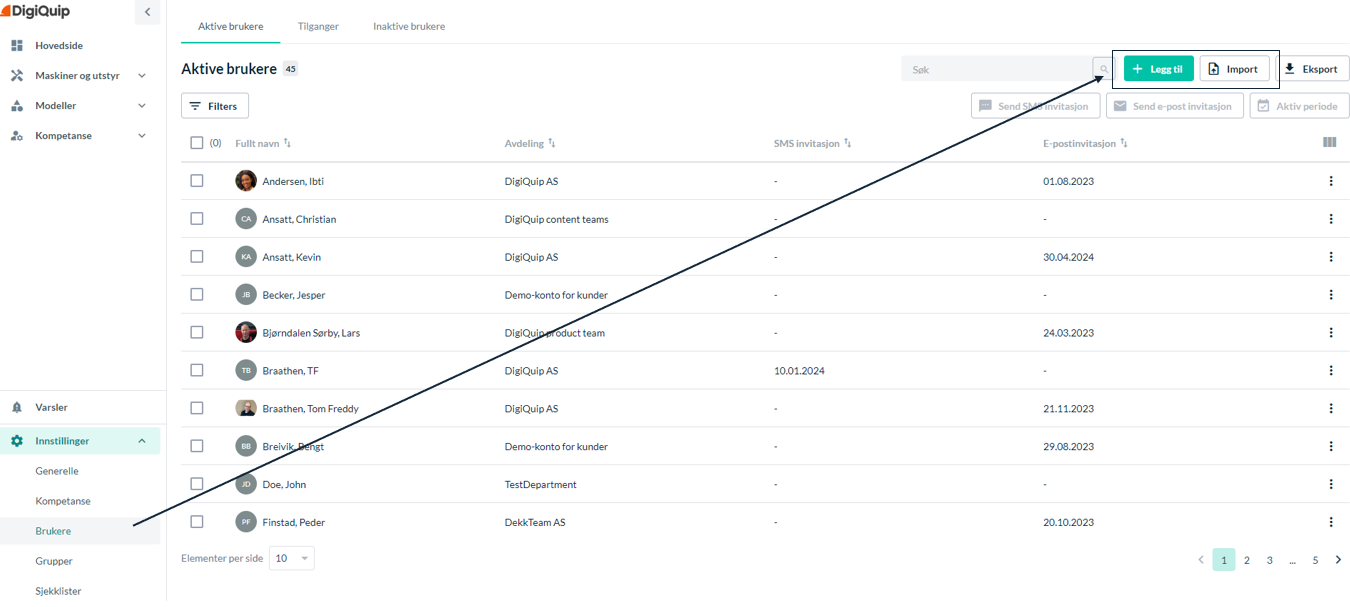 DigiQuip
Hovedside
Maskiner og utstyr
Modeller
Kompetanse
Varsler
Innstillinger
Generelle
Kompetanse
Brukere
Grupper
Sjekklister
Aktive brukere Tilganger Inaktive brukere
Aktive brukere 45
Søk
+ Legg til Import Eksport
Filters
Send SMS invitasjon Send e-post invitasjon Aktiv periode
(0) Fullt navn Avdeling SMS invitasjon E-postinvitasjon
Andersen, Ibti DigiQuip AS - 01.08.2023
CA Ansatt, Christian DigiQuip content teams - -
KA Ansatt, Kevin DigiQuip AS - 30.04.2024
JB Becker, Jesper Demo-konto for kunder - -
Bjørndalen Sørby, Lars DigiQuip product team - 24.03.2023
TB Braathen, TF DigiQuip AS 10.01.2024 -
Braathen, Tom Freddy DigiQuip AS - 21.11.2023
BB Breivik, Bengt Demo-konto for kunder - 29.08.2023
JD Doe, John TestDepartment - -
PF Finstad, Peder DekkTeam AS - 20.10.2023
Elementer per side 10
1 2 3 ... 5